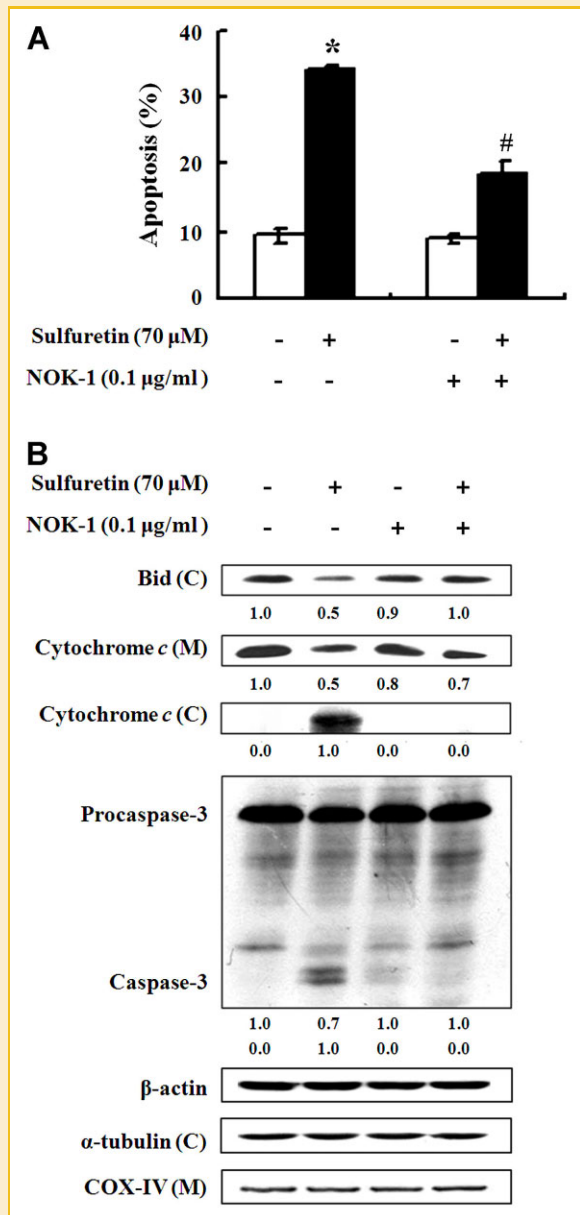 A
40
*
30
Apoptosis (%)
#
20
10
0
Sulfuretin (70 μM) - + - +
NOK-1 (0.1 μg/ml) - - + +
B
Sulfuretin (70 μM) - + - +
NOK-1 (0.1 μg/ml) - - + +
Bid (C)
1.0 0.5 0.9 1.0
Cytochrome c (M)
1.0 0.5 0.8 0.7
Cytochrome c (C)
0.0 1.0 0.0 0.0
Procaspase-3
Caspase-3
1.0 0.7 1.0 1.0
0.0 1.0 0.0 0.0
β-actin
α-tubulin (C)
COX-IV (M)